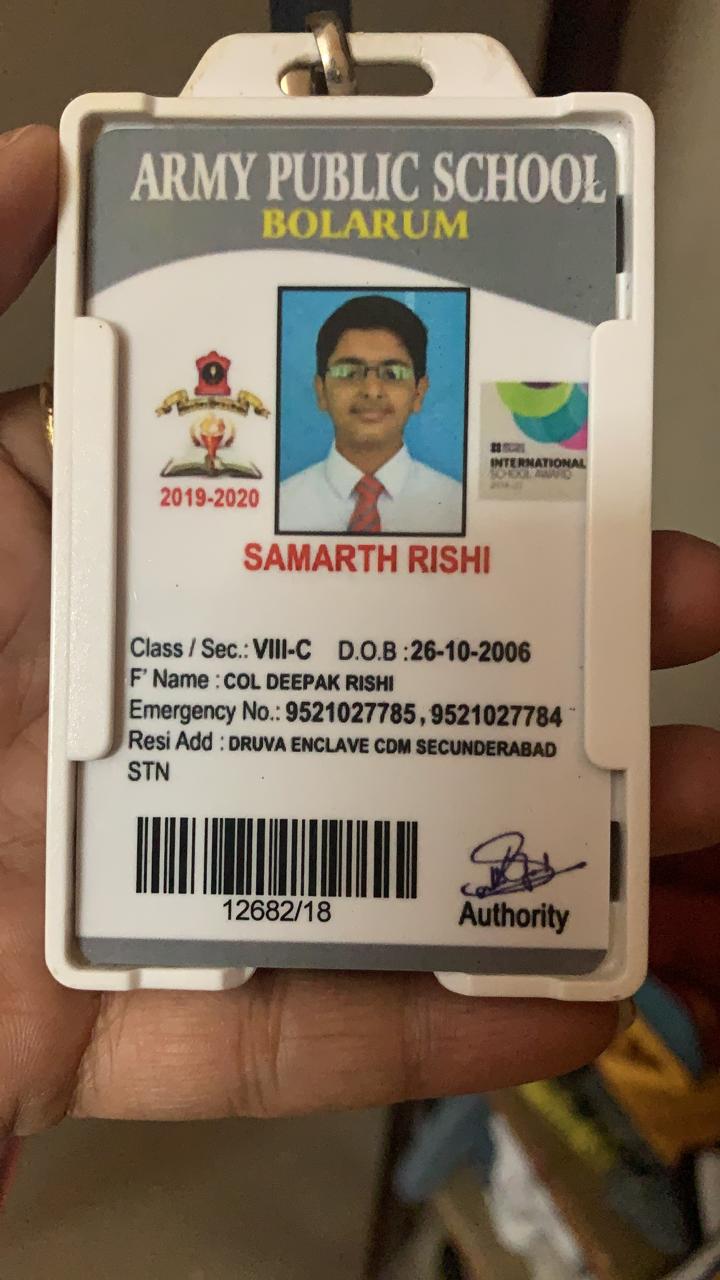 ARMY PUBLIC SCHOOL
BOLARUM
2019-2020
INTERNATIONAL
SCHOOL AWARD
SAMARTH RISHI
Class / Sec.: VIII-C D.O.B : 26-10-2006
F' Name : COL DEEPAK RISHI
Emergency No.: 9521027785, 9521027784
Resi Add : DRUVA ENCLAVE CDM SECUNDERABAD
STN
12682/18
Authority